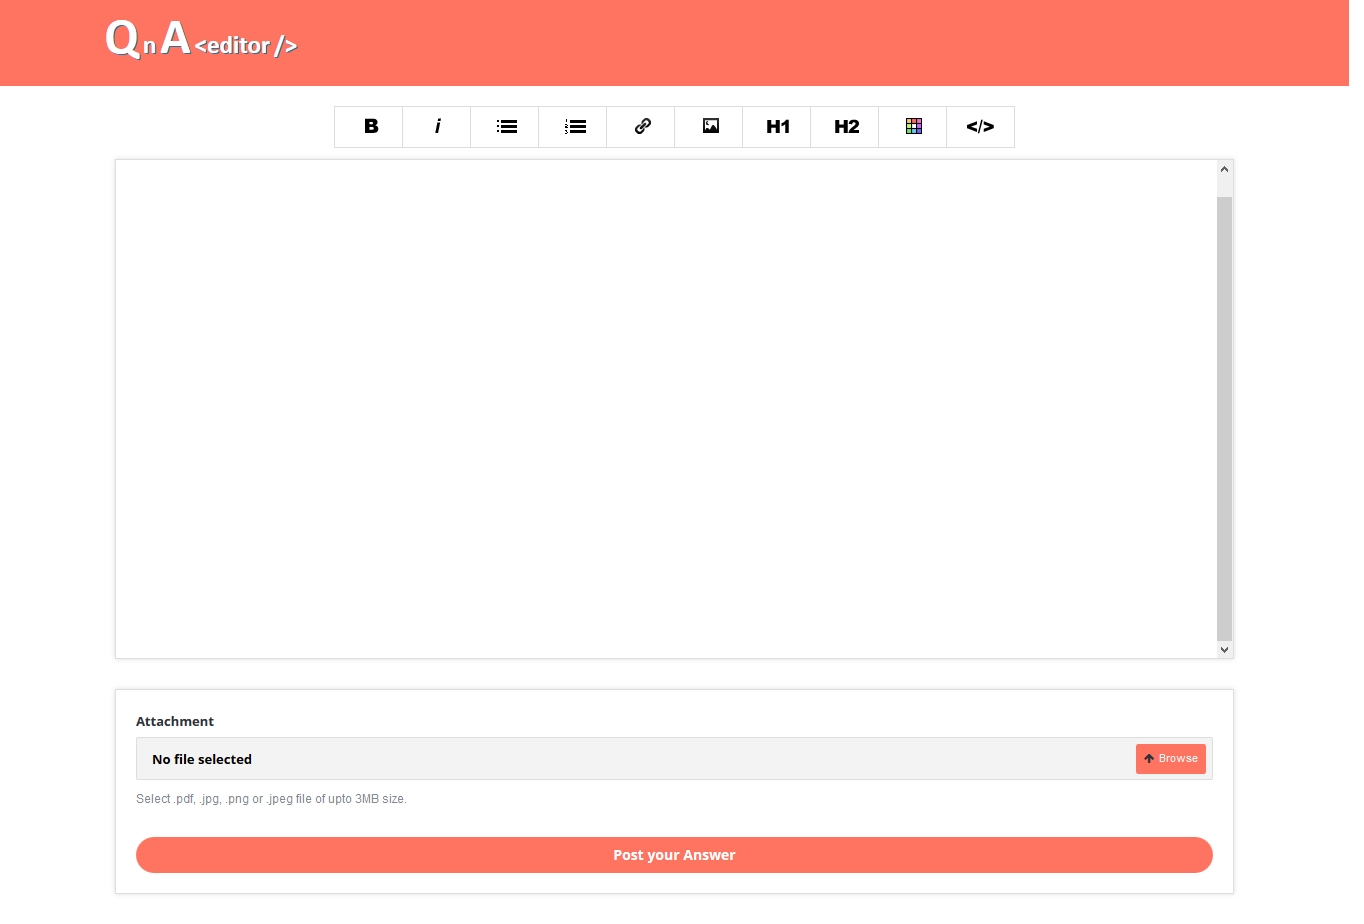 Q n A <editor />
B i H1 H2 </>
Attachment
No file selected
Browse
Select .pdf, .jpg, .png or .jpeg file of upto 3MB size.
Post your Answer